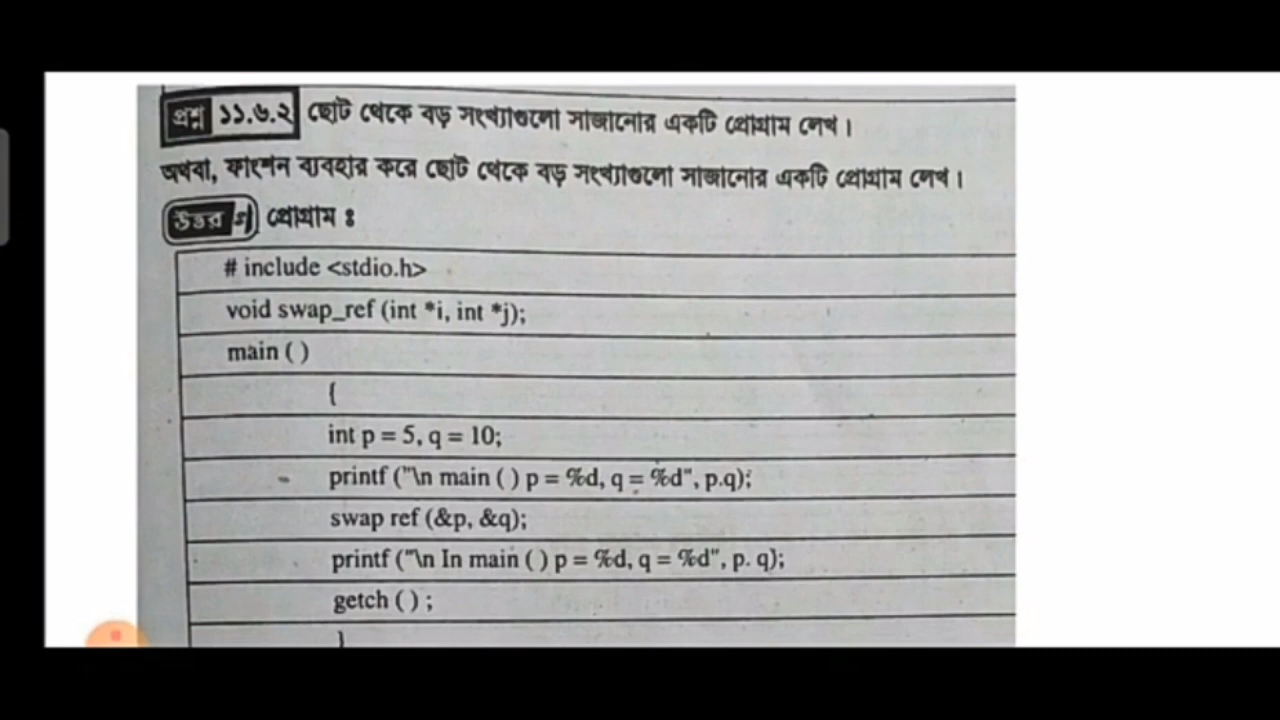 প্রশ্ন ১১.৬.২ ছোট থেকে বড় সংখ্যাগুলো সাজানোর একটি প্রোগ্রাম লেখ।
অথবা, ফাংশন ব্যবহার করে ছোট থেকে বড় সংখ্যাগুলো সাজানোর একটি প্রোগ্রাম লেখ।
উত্তর ঃ প্রোগ্রাম ঃ
# include <stdio.h>
void swap_ref (int *i, int *j);
main ( )
{
int p = 5, q = 10;
printf ("\n main ( ) p = %d, q = %d", p.q);
swap ref (&p, &q);
printf ("\n In main ( ) p = %d, q = %d", p. q);
getch ( ) ;
}